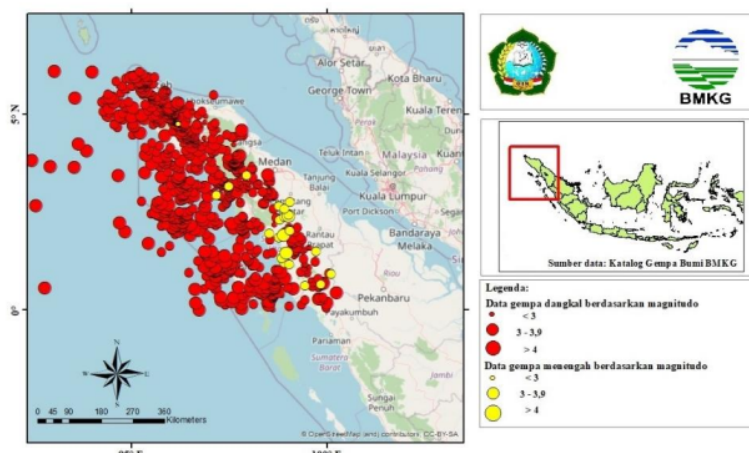 Alor Setar
Kota Bharu
George Town
Kuala Teren
5°N
Perak
Pahang
Medan
Teluk Intan
Malaysia
Kuala Selangor
Tanjung
Balai
Kuala Lumpur
Port Dickson
Bandaraya
Melaka
Rantau
Prapat
Riau
0°
Pekanbaru
Payakumbuh
Pariaman
Sumatera
Barat
Jambi
Sungai
Penuh
N
W
E
S
0 45 90 180 270 360
Kilometers
© OpenStreetMap (and) contributors, CC-BY-SA
BMKG
Sumber data: Katalog Gempa Bumi BMKG
Legenda:
Data gempa dangkal berdasarkan magnitudo
< 3
3 - 3,9
> 4
Data gempa menengah berdasarkan magnitudo
< 3
3 - 3,9
> 4